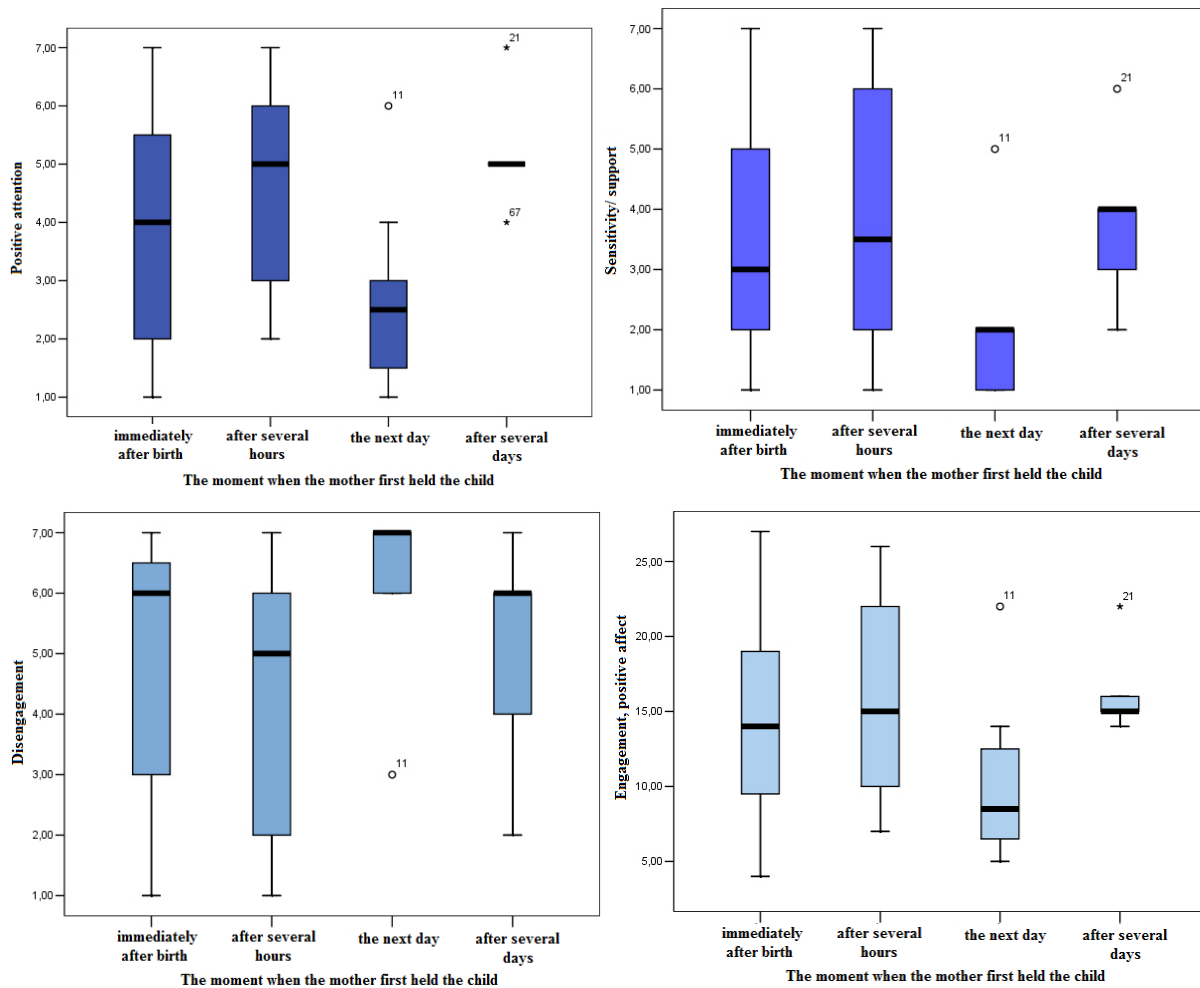 Positive attention
7,00
6,00
5,00
4,00
3,00
2,00
1,00
11
21
67
immediately after birth
after several hours
the next day
after several days
The moment when the mother first held the child
Sensitivity/ support
7,00
6,00
5,00
4,00
3,00
2,00
1,00
11
21
immediately after birth
after several hours
the next day
after several days
The moment when the mother first held the child
Disengagement
7,00
6,00
5,00
4,00
3,00
2,00
1,00
11
immediately after birth
after several hours
the next day
after several days
The moment when the mother first held the child
Engagement, positive affect
25,00
20,00
15,00
10,00
5,00
11
21
immediately after birth
after several hours
the next day
after several days
The moment when the mother first held the child